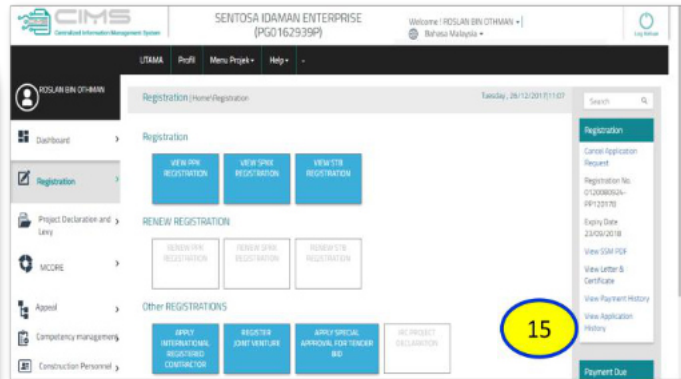 CIMS
Centralized Information Management System
SENTOSA IDAMAN ENTERPRISE
(PG0162939P)
Welcome ! ROSLAN BIN OTHMAN
Bahasa Malaysia
Log Keluar
UTAMA Profil Menu Projek Help -
ROSLAN BIN OTHMAN
Registration | Home\Registration
Tuesday, 26/12/2017|11:07
Search
Dashboard
Registration
Project Declaration and
Levy
MCORE
Appeal
Competency management
Construction Personnel
Registration
VIEW PPK
REGISTRATION
VIEW SPKK
REGISTRATION
VIEW STB
REGISTRATION
RENEW REGISTRATION
RENEW PPK
REGISTRATION
RENEW SPKK
REGISTRATION
RENEW STB
REGISTRATION
Other REGISTRATIONS
APPLY
INTERNATIONAL
REGISTERED
CONTRACTOR
REGISTER
JOINT VENTURE
APPLY SPECIAL
APPROVAL FOR TENDER
BID
IRC PROJECT
DECLARATION
Registration
Cancel Application
Request
Registration No.
Expiry Date
23/09/2018
View SSM PDF
View Letter &
Certificate
View Payment History
View Application
History
15
Payment Due